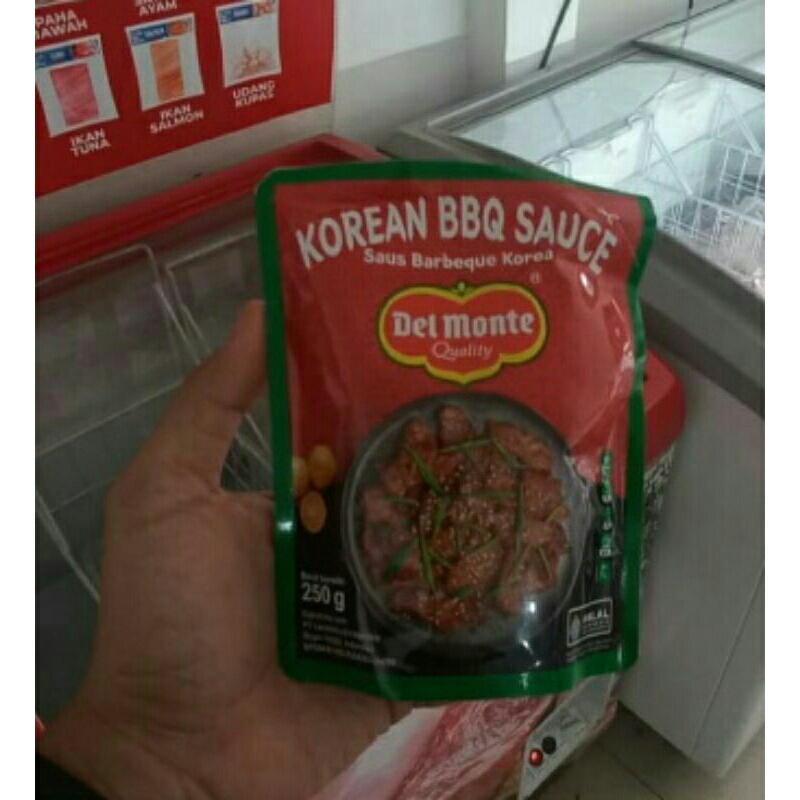 PAHA
BAWAH
AYAM
IKAN
TUNA
IKAN
SALMON
UDANG
KUPAS
KOREAN BBQ SAUCE
Saus Barbeque Korea
Del Monte
®
Quality
250 g
HALAL